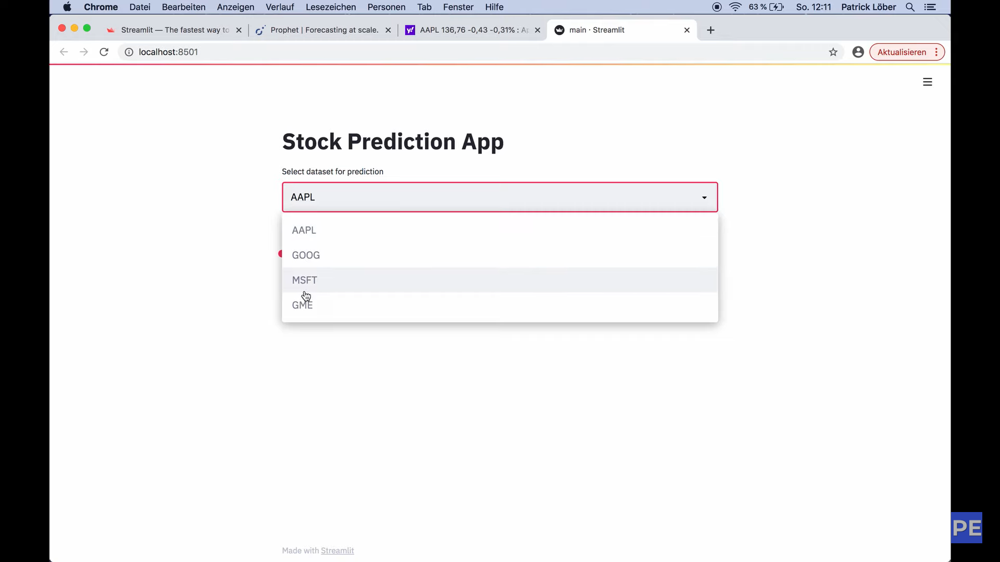 Chrome Datei Bearbeiten Anzeigen Verlauf Lesezeichen Personen Tab Fenster Hilfe 63 % So. 12:11 Patrick Löber
Streamlit — The fastest way to Prophet | Forecasting at scale. AAPL 136,76 -0,43 -0,31% : Ap main · Streamlit
localhost:8501 Aktualisieren
Stock Prediction App
Select dataset for prediction
AAPL
AAPL
GOOG
MSFT
GME
PE
Made with Streamlit